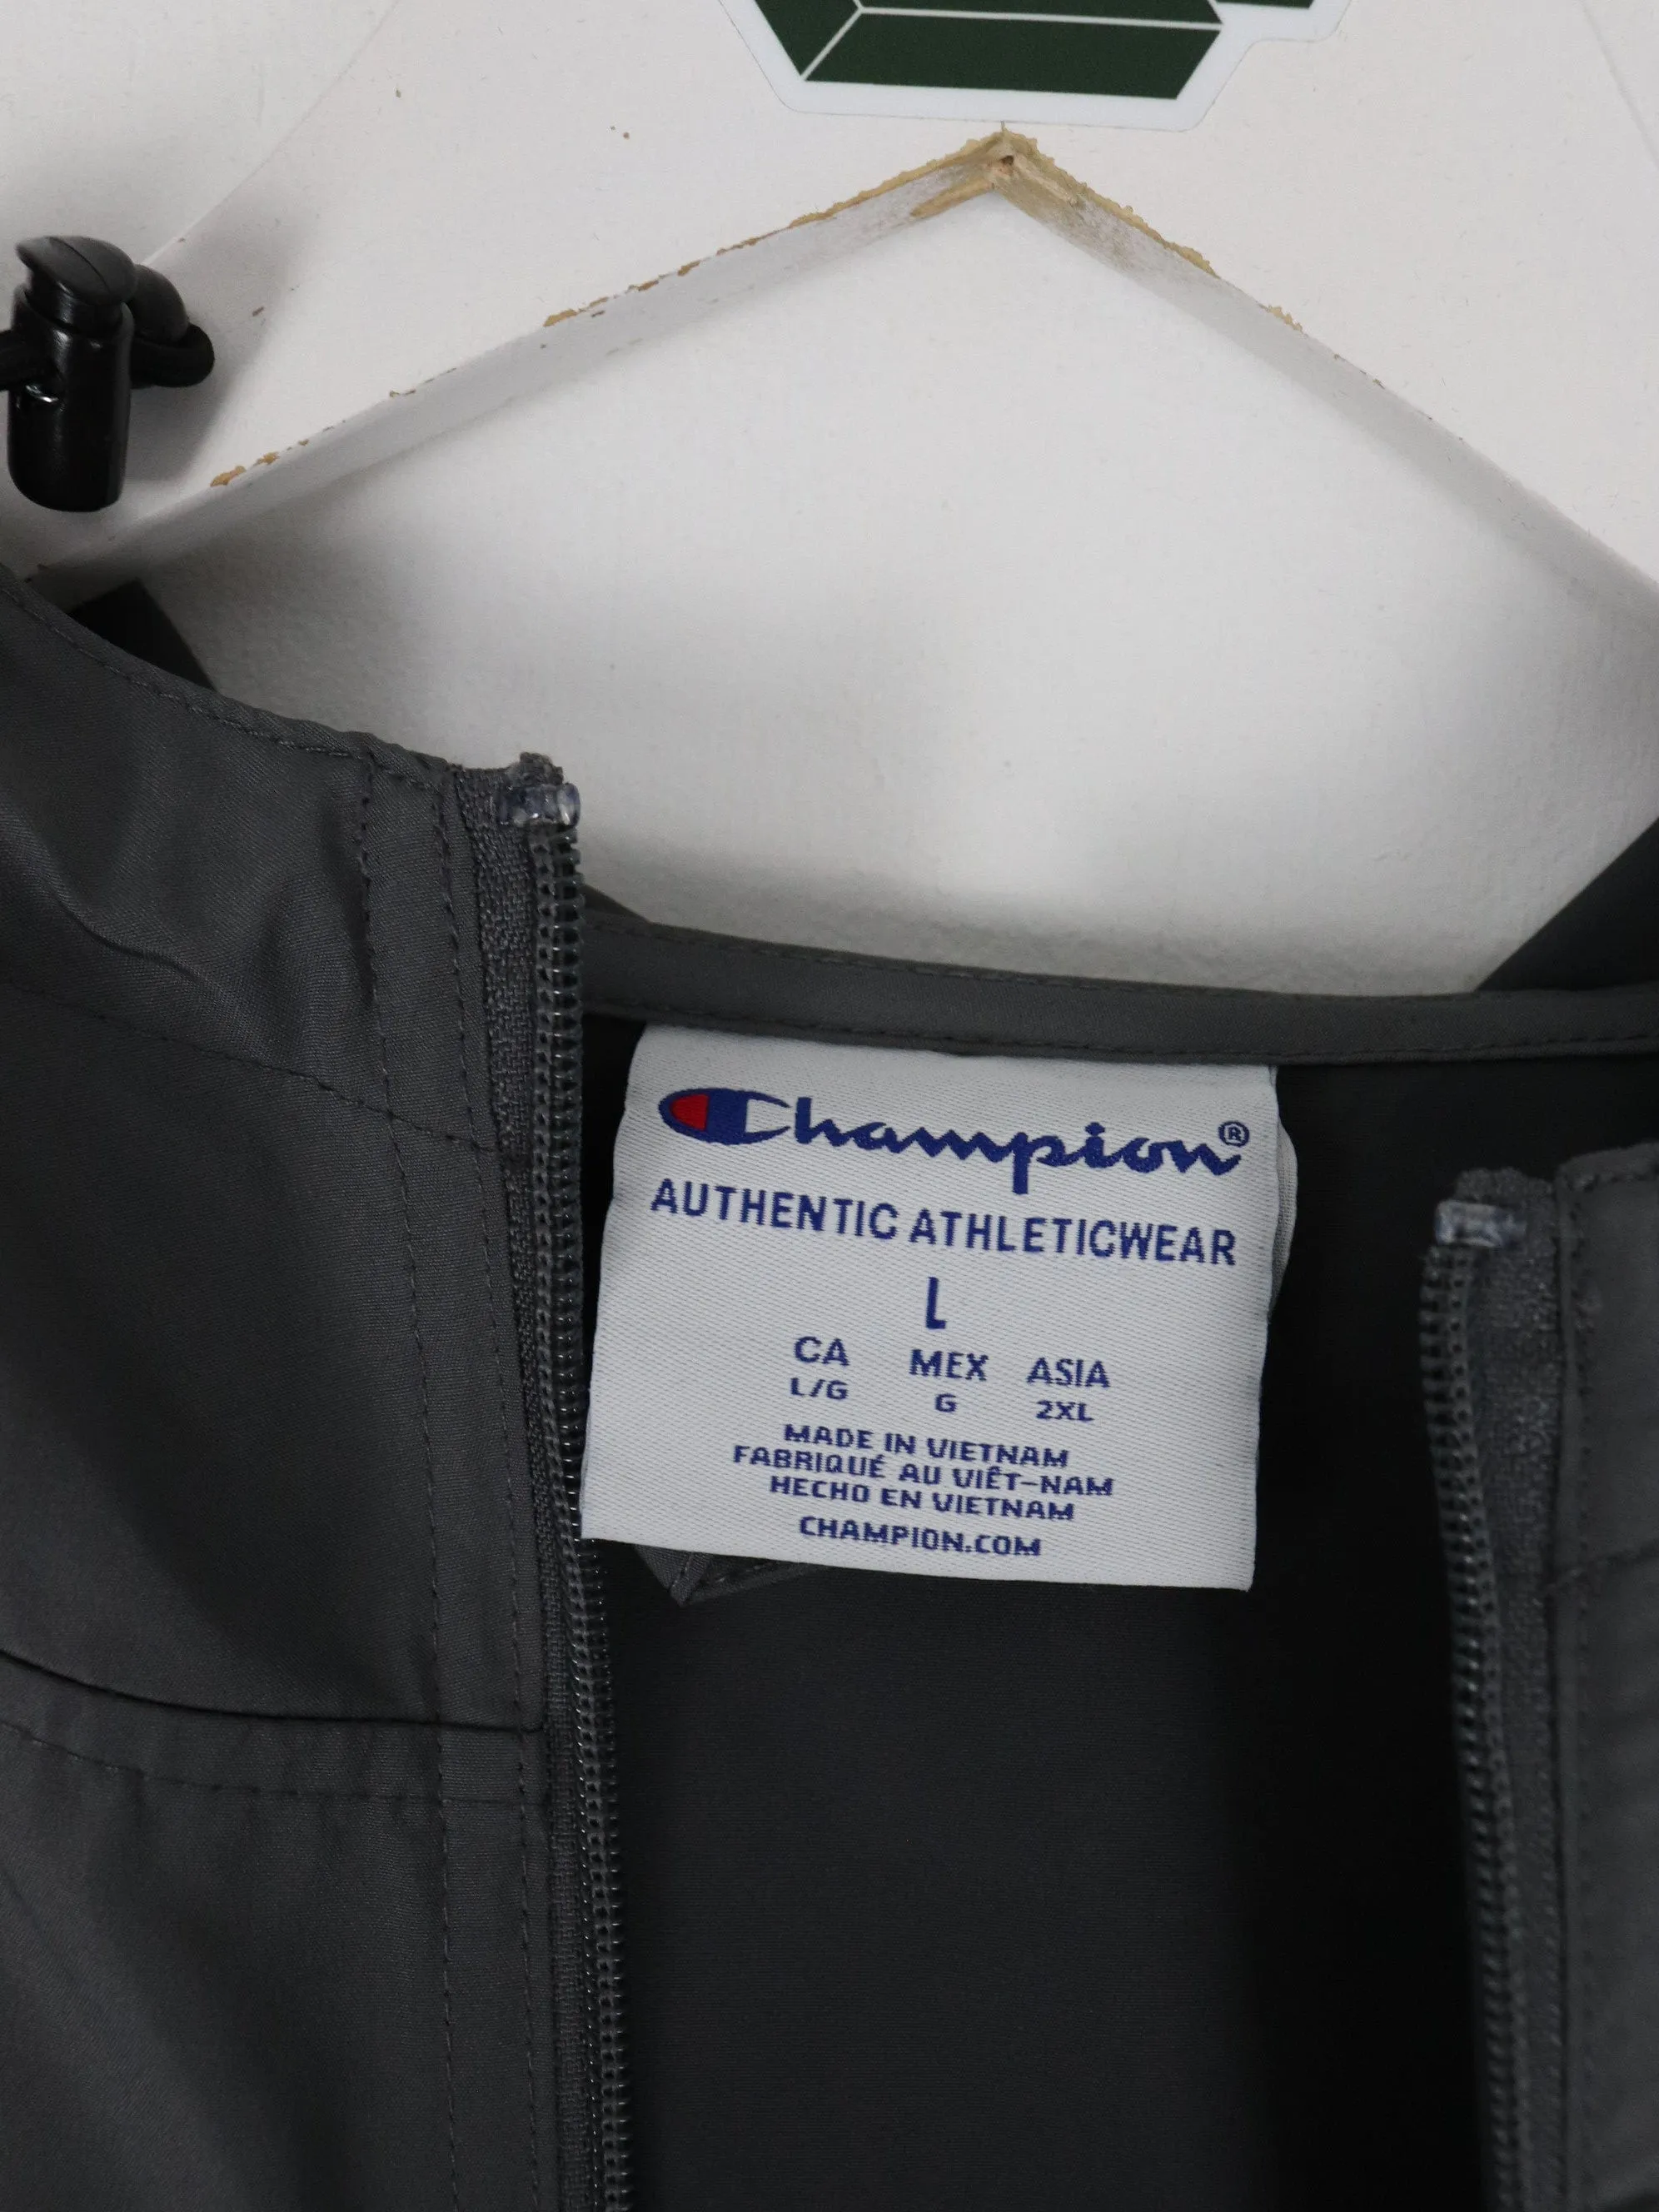 Champion®
AUTHENTIC ATHLETICWEAR
L
CA MEX ASIA
L/G G 2XL
MADE IN VIETNAM
FABRIQUÉ AU VIÊT-NAM
HECHO EN VIETNAM
CHAMPION.COM